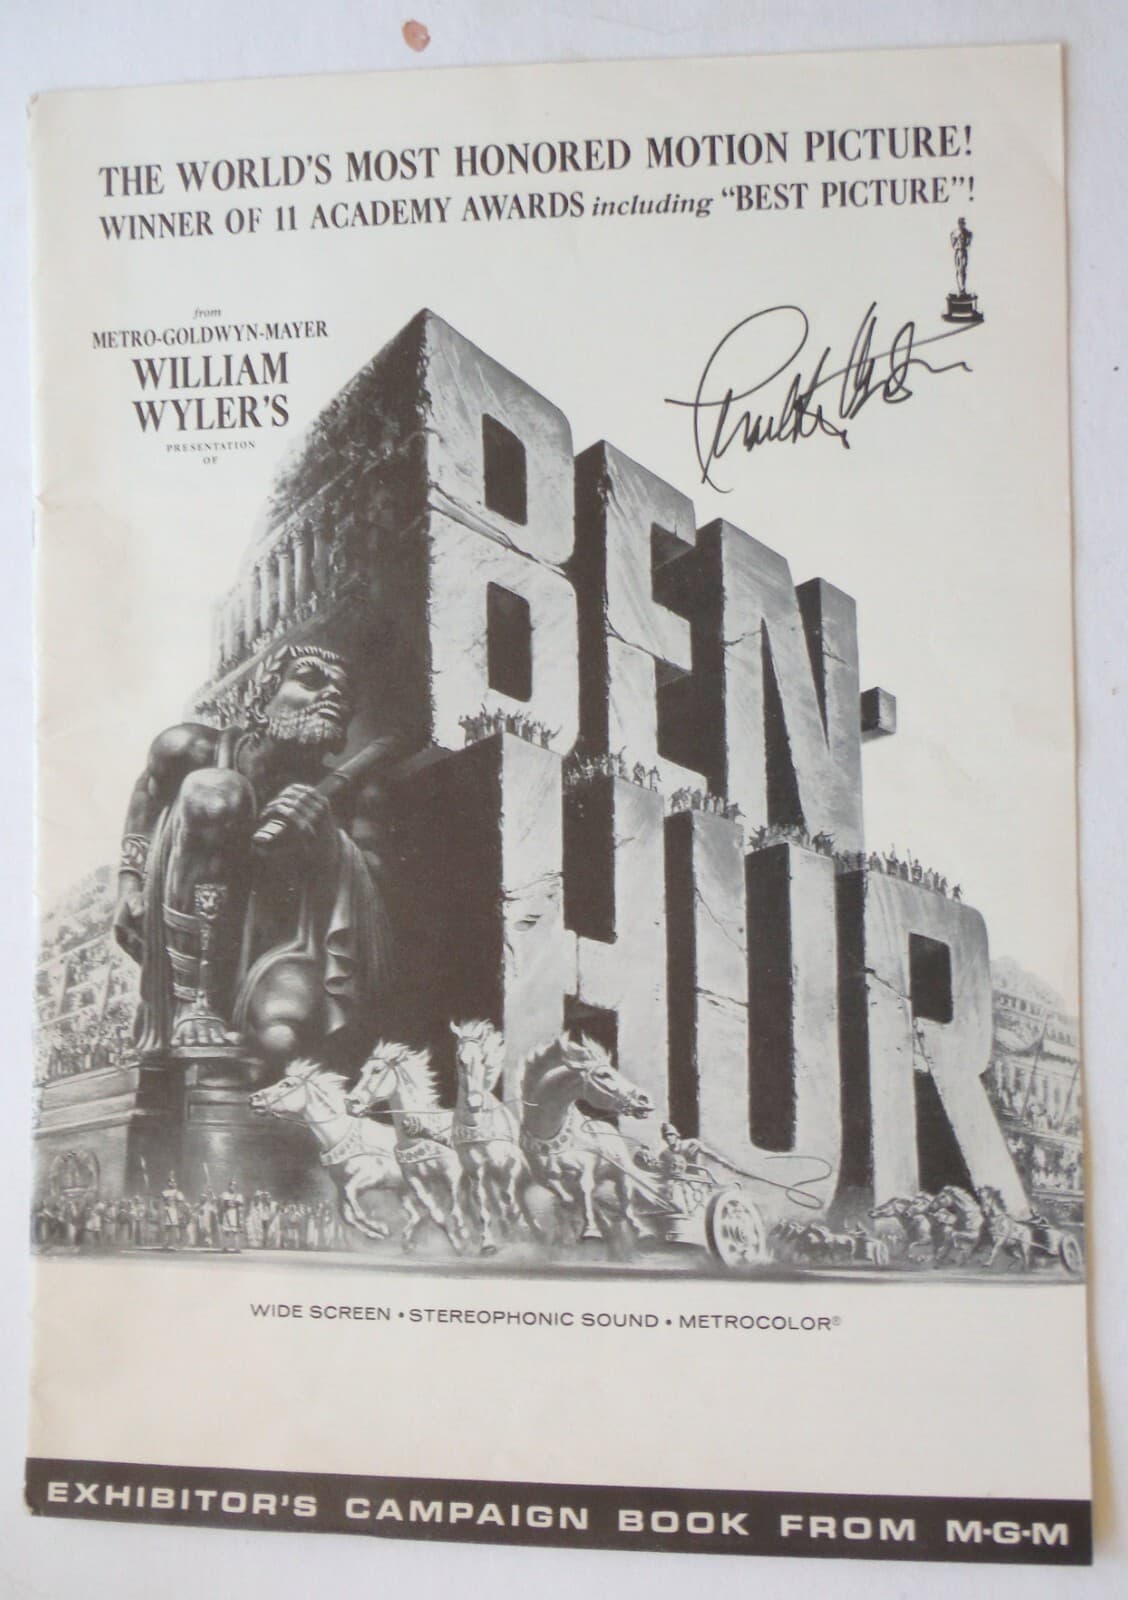 THE WORLD'S MOST HONORED MOTION PICTURE!
WINNER OF 11 ACADEMY AWARDS including "BEST PICTURE"!
from
METRO-GOLDWYN-MAYER
WILLIAM
WYLER'S
PRESENTATION
OF
BEN-
HUR
WIDE SCREEN • STEREOPHONIC SOUND • METROCOLOR®
EXHIBITOR'S CAMPAIGN BOOK FROM M-G-M